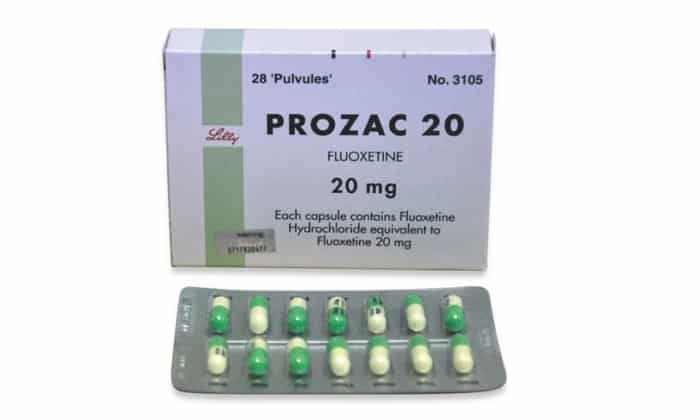 28 'Pulvules' No. 3105
Lilly
PROZAC 20
FLUOXETINE
20 mg
Each capsule contains Fluoxetine
Hydrochloride equivalent to
Fluoxetine 20 mg